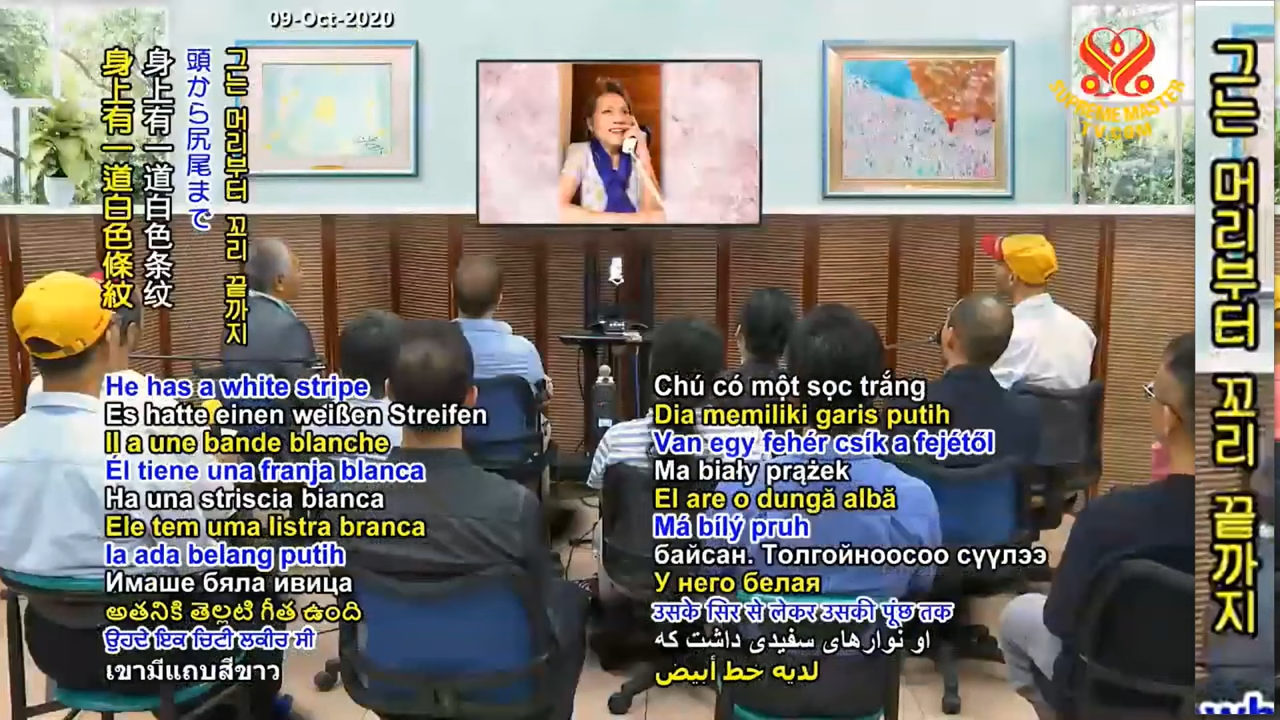 09-Oct-2020
SUPREME MASTER
TV.COM
그는 머리부터 꼬리 끝까지
頭から尻尾まで
身上有一道白色条纹
身上有一道白色條紋
He has a white stripe
Es hatte einen weißen Streifen
Il a une bande blanche
Él tiene una franja blanca
Ha una striscia bianca
Ele tem uma listra branca
Ia ada belang putih
Имаше бяла ивица
అతనికి తెల్లటి గీత ఉంది
ਉਹਦੇ ਇਕ ਚਿਟੀ ਲਕੀਰ ਸੀ
เขามีแถบสีขาว
Chú có một sọc trắng
Dia memiliki garis putih
Van egy fehér csík a fejétől
Ma biały prążek
El are o dungă albă
Má bílý pruh
байсан. Толгойноосоо сүүлээ
У него белая
उसके सिर से लेकर उसकी पूंछ तक
او نوارهای سفیدی داشت که
لديه خط أبيض
그는 머리부터 꼬리 끝까지
wh